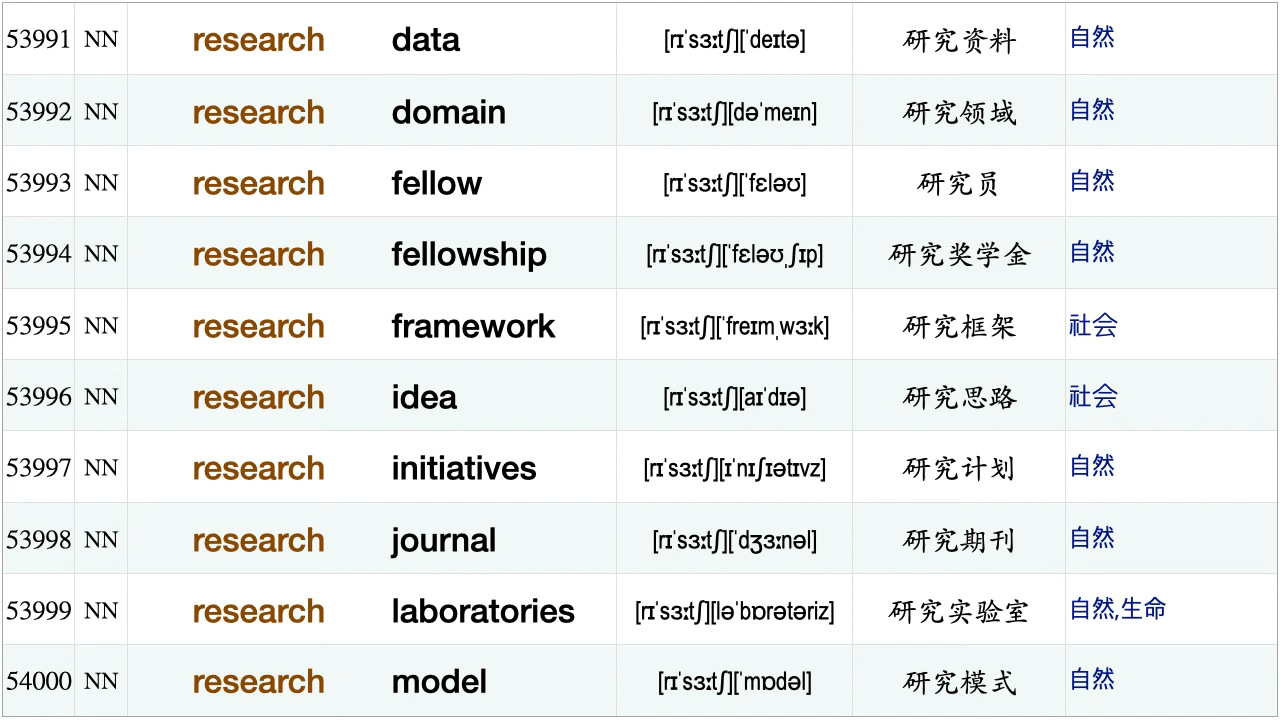 53991 NN research data [rɪˈsɜːtʃ][ˈdeɪtə] 研究资料 自然
53992 NN research domain [rɪˈsɜːtʃ][dəˈmeɪn] 研究领域 自然
53993 NN research fellow [rɪˈsɜːtʃ][ˈfɛləʊ] 研究员 自然
53994 NN research fellowship [rɪˈsɜːtʃ][ˈfɛləʊˌʃɪp] 研究奖学金 自然
53995 NN research framework [rɪˈsɜːtʃ][ˈfreɪmˌwɜːk] 研究框架 社会
53996 NN research idea [rɪˈsɜːtʃ][aɪˈdɪə] 研究思路 社会
53997 NN research initiatives [rɪˈsɜːtʃ][ɪˈnɪʃɪətɪvz] 研究计划 自然
53998 NN research journal [rɪˈsɜːtʃ][ˈdʒɜːnəl] 研究期刊 自然
53999 NN research laboratories [rɪˈsɜːtʃ][ləˈbɒrətəriz] 研究实验室 自然,生命
54000 NN research model [rɪˈsɜːtʃ][ˈmɒdəl] 研究模式 自然